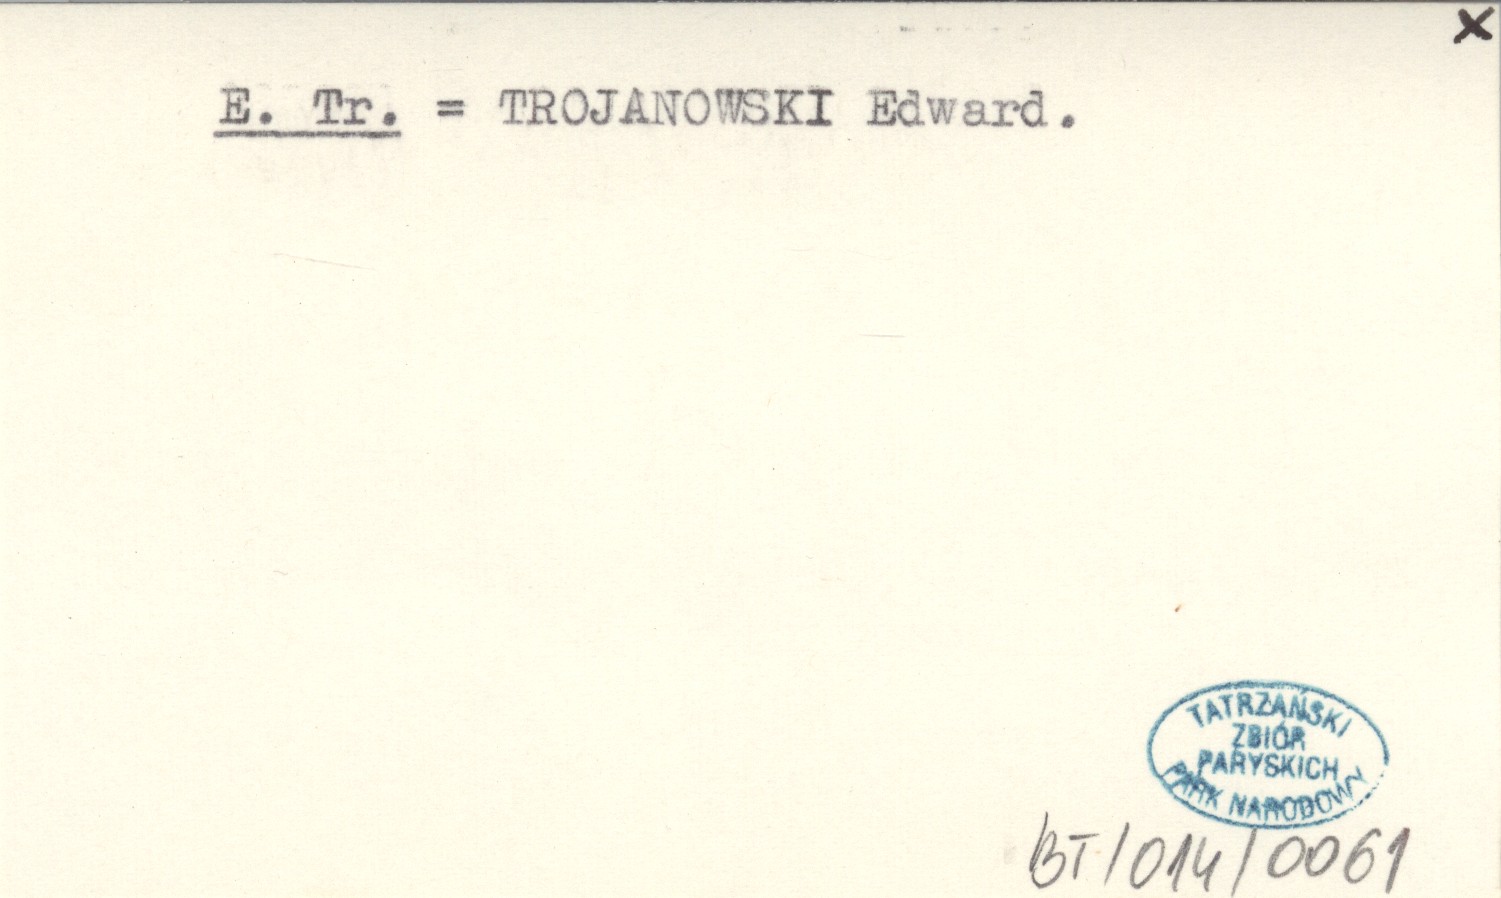 X
E. Tr. = TROJANOWSKI Edward.
TATRZAŃSKI
ZBIÓR
PARYSKICH
PARK NARODOWY
BT/014/0061